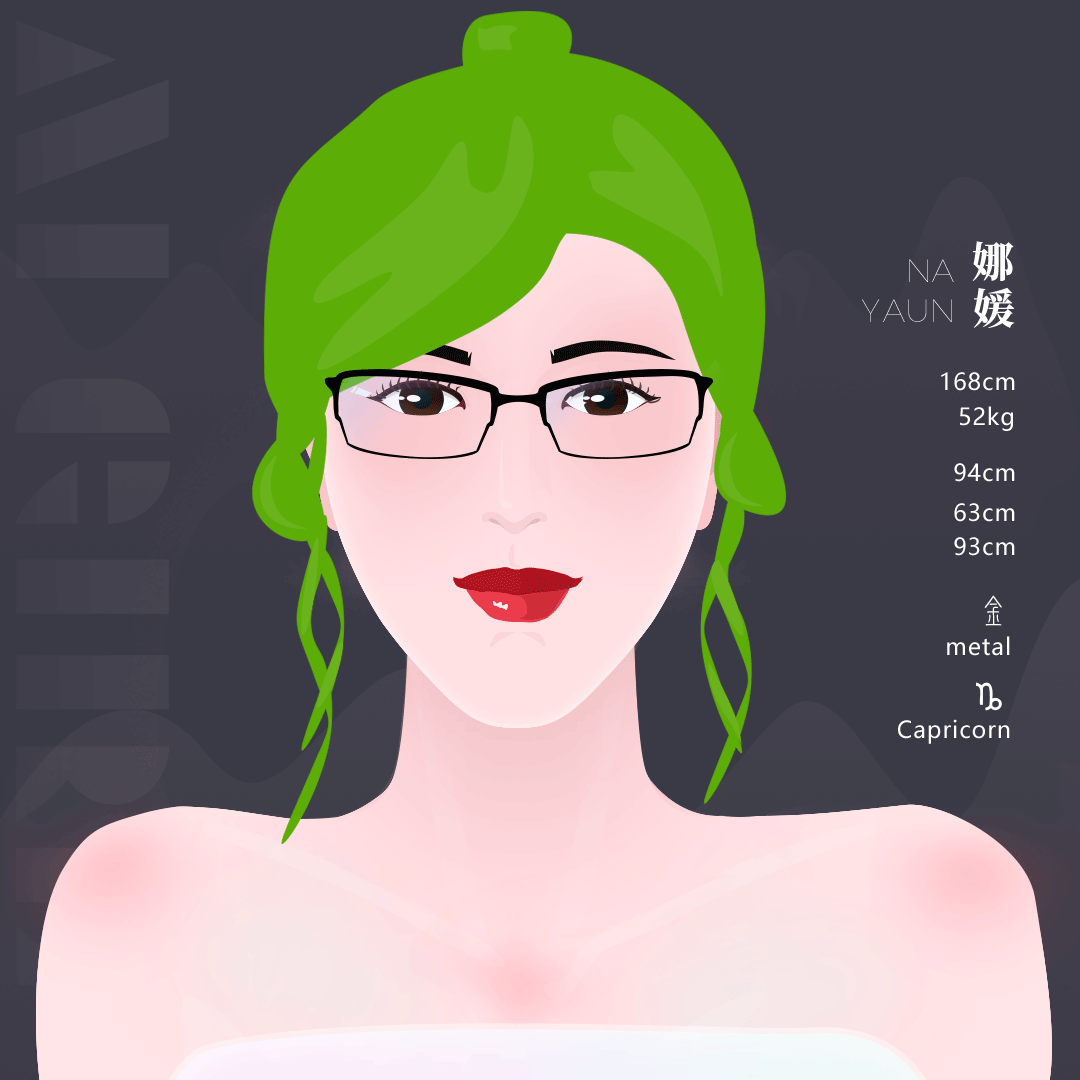 娜媛
NA
YAUN
168cm
52kg
94cm
63cm
93cm
金
metal
♑
Capricorn